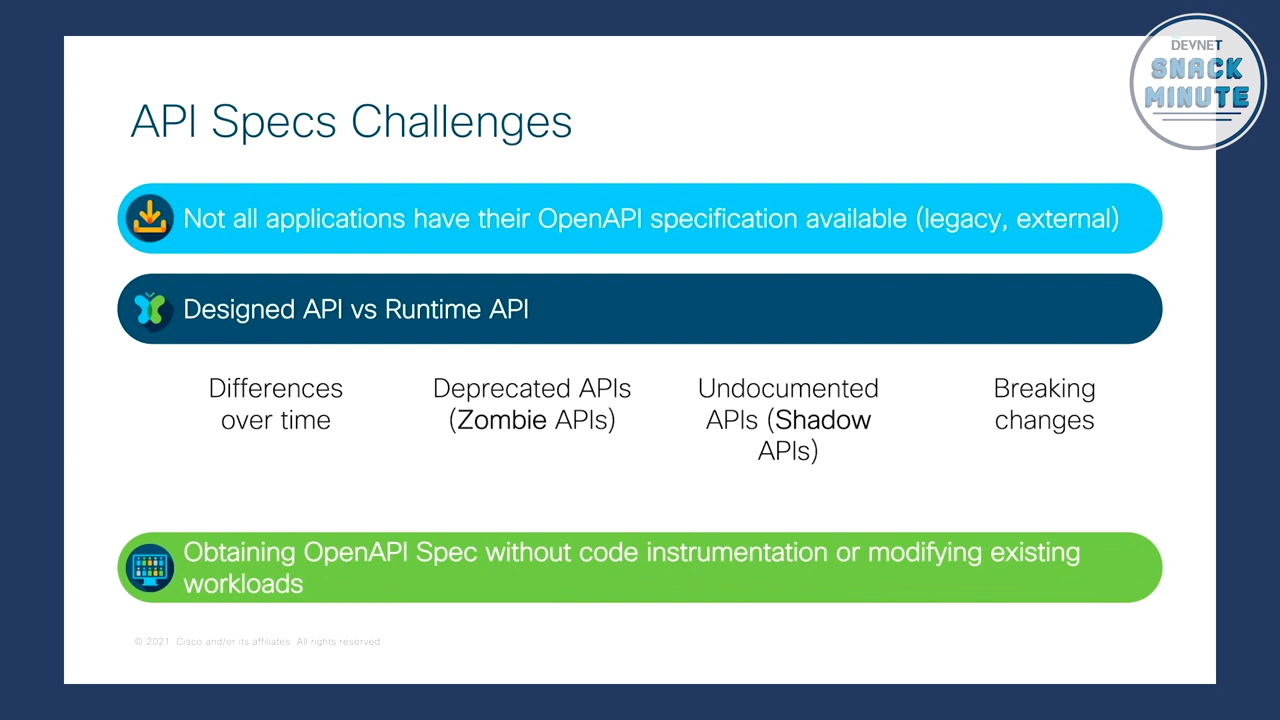 DEVNET
SNACK
MINUTE
API Specs Challenges
Not all applications have their OpenAPI specification available (legacy, external)
Designed API vs Runtime API
Differences
over time
Deprecated APIs
(Zombie APIs)
Undocumented
APIs (Shadow
APIs)
Breaking
changes
Obtaining OpenAPI Spec without code instrumentation or modifying existing
workloads
© 2021 Cisco and/or its affiliates. All rights reserved.